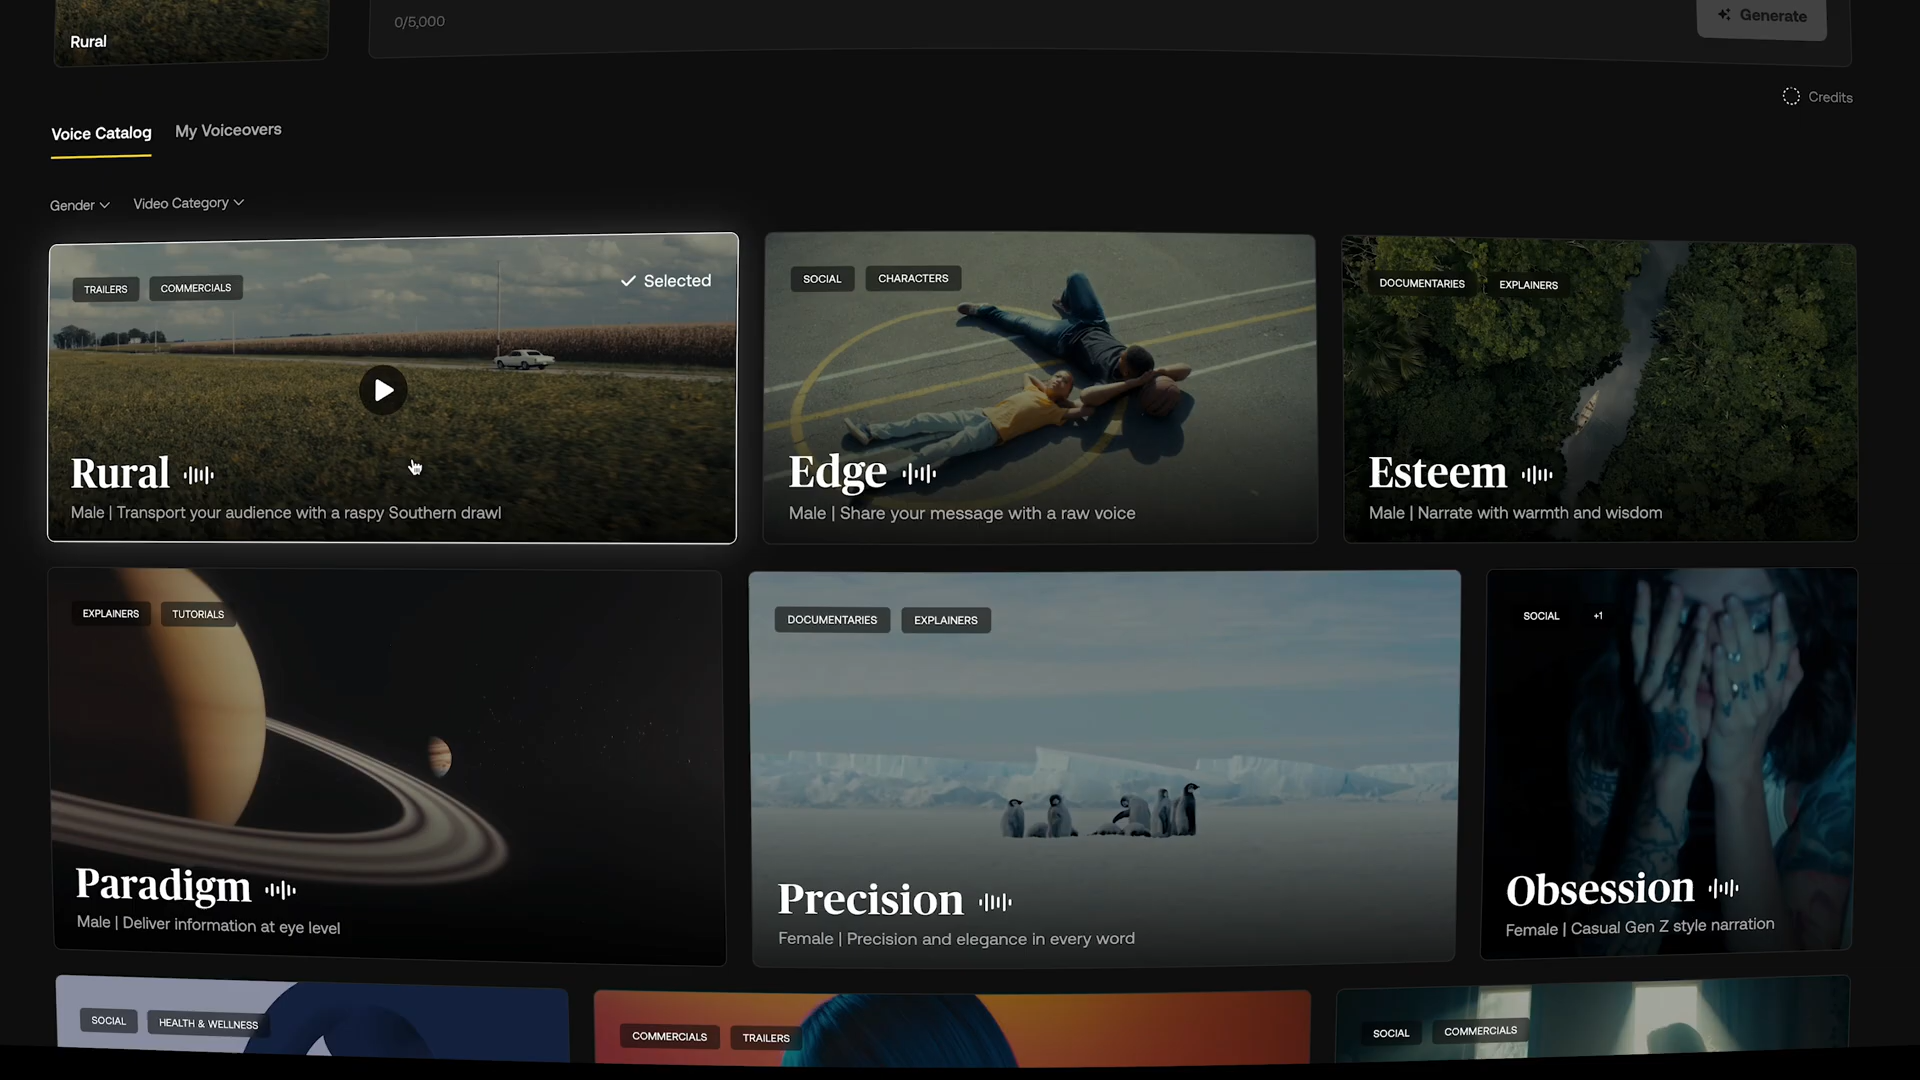 Rural
0/5,000
Generate
Credits
Voice Catalog
My Voiceovers
Gender
Video Category
TRAILERS
COMMERCIALS
Selected
Rural
Male | Transport your audience with a raspy Southern drawl
SOCIAL
CHARACTERS
Edge
Male | Share your message with a raw voice
DOCUMENTARIES
EXPLAINERS
Esteem
Male | Narrate with warmth and wisdom
EXPLAINERS
TUTORIALS
Paradigm
Male | Deliver information at eye level
DOCUMENTARIES
EXPLAINERS
Precision
Female | Precision and elegance in every word
SOCIAL
+1
Obsession
Female | Casual Gen Z style narration
SOCIAL
HEALTH & WELLNESS
COMMERCIALS
TRAILERS
SOCIAL
COMMERCIALS